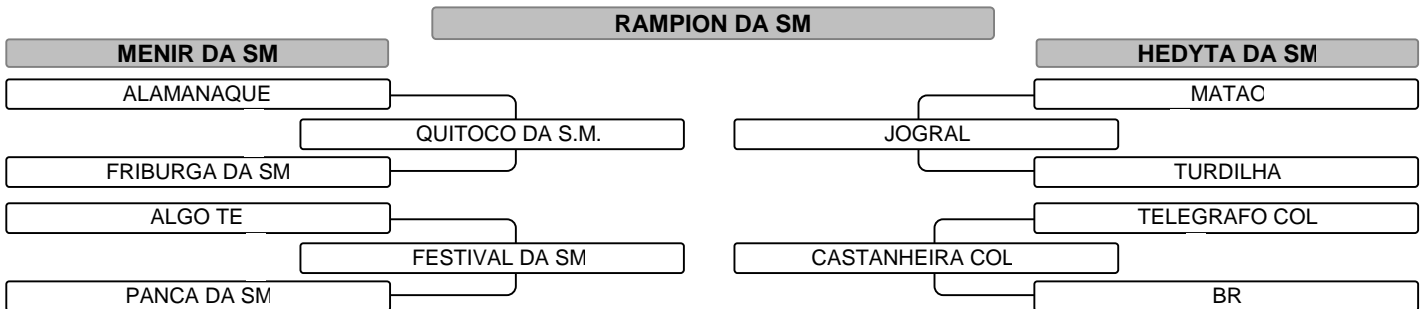 RAMPION DA SM
MENIR DA SM
HEDYTA DA SM
ALAMANAQUE
MATAO
QUITOCO DA S.M.
JOGRAL
FRIBURGA DA SM
TURDILHA
ALGO TE
TELEGRAFO COL
FESTIVAL DA SM
CASTANHEIRA COL
PANCA DA SM
BR